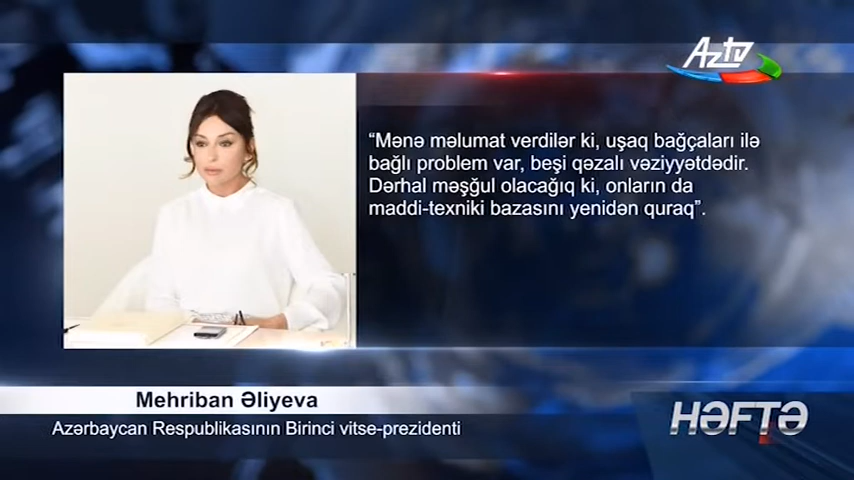 Aztv
“Mənə məlumat verdilər ki, uşaq bağçaları ilə
bağlı problem var, beşi qəzalı vəziyyətdədir.
Dərhal məşğul olacağıq ki, onların da
maddi-texniki bazasını yenidən quraq”.
Mehriban Əliyeva
Azərbaycan Respublikasının Birinci vitse-prezidenti
HƏFTƏ